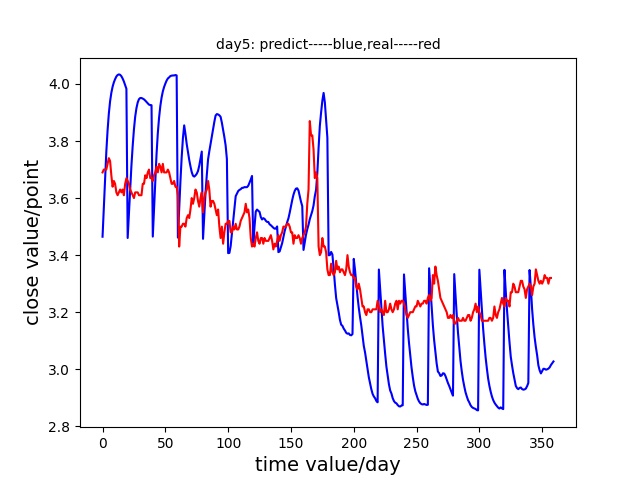 day5: predict-----blue,real-----red
close value/point
4.0
3.8
3.6
3.4
3.2
3.0
2.8
0 50 100 150 200 250 300 350
time value/day